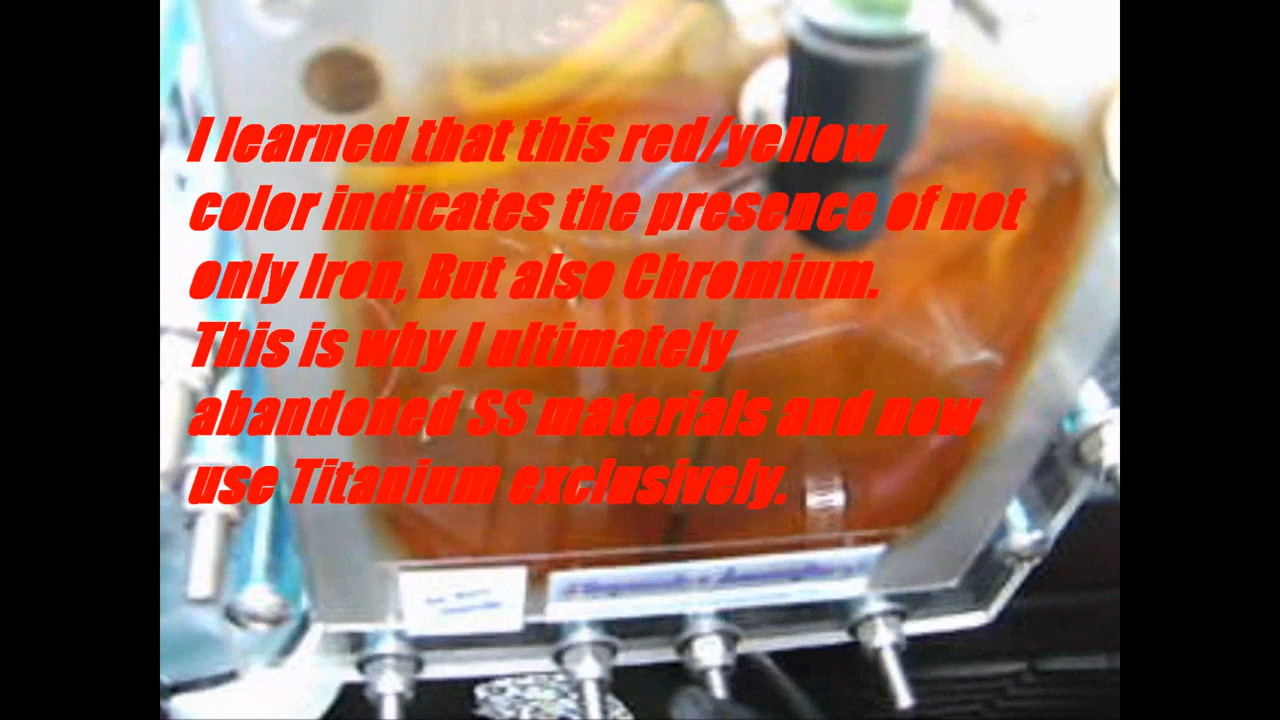 I learned that this red/yellow
color indicates the presence of not
only Iron, But also Chromium.
This is why I ultimately
abandoned SS materials and now
use Titanium exclusively.